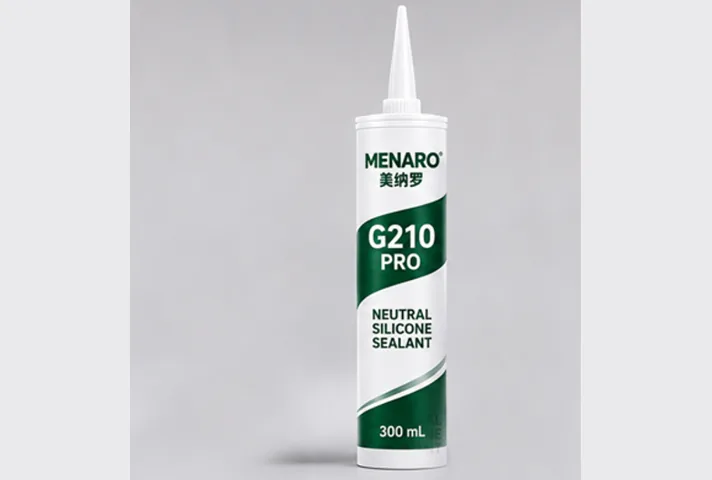 MENARO®
美纳罗
G210
PRO
NEUTRAL
SILICONE
SEALANT
300 mL